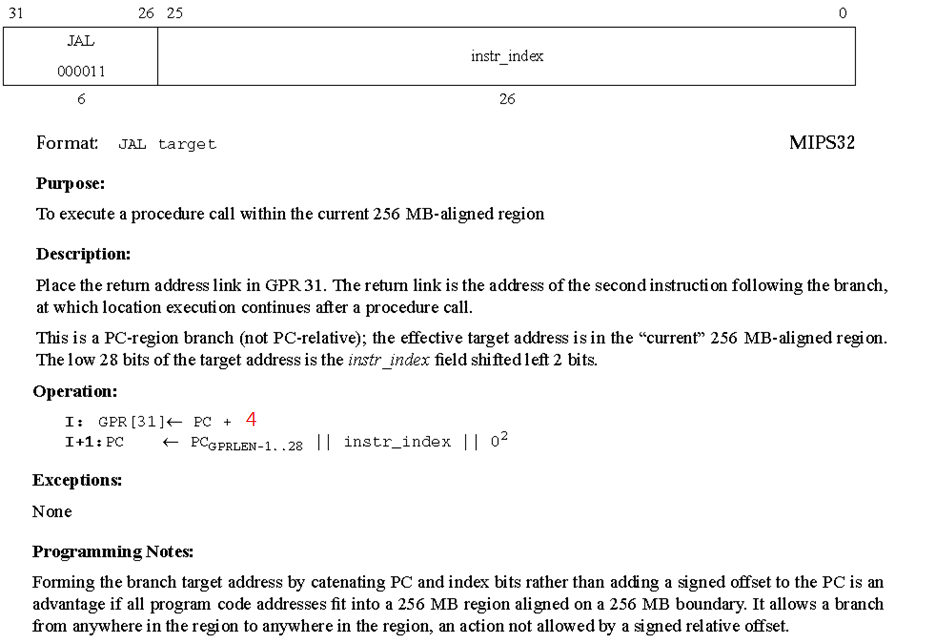 31 26 25 0
JAL
000011
instr_index
6 26
Format: JAL target MIPS32
Purpose:
To execute a procedure call within the current 256 MB-aligned region
Description:
Place the return address link in GPR 31. The return link is the address of the second instruction following the branch,
at which location execution continues after a procedure call.
This is a PC-region branch (not PC-relative); the effective target address is in the “current” 256 MB-aligned region.
The low 28 bits of the target address is the instr_index field shifted left 2 bits.
Operation:
I: GPR[31]← PC + 4
I+1:PC ← PCGPRLEN-1..28 || instr_index || 0²
Exceptions:
None
Programming Notes:
Forming the branch target address by catenating PC and index bits rather than adding a signed offset to the PC is an
advantage if all program code addresses fit into a 256 MB region aligned on a 256 MB boundary. It allows a branch
from anywhere in the region to anywhere in the region, an action not allowed by a signed relative offset.